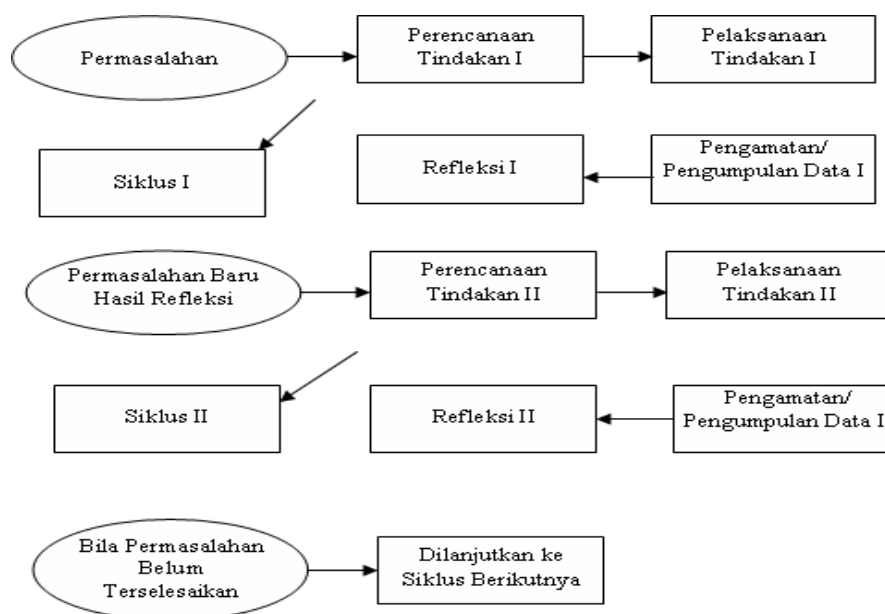 Permasalahan
Perencanaan
Tindakan I
Pelaksanaan
Tindakan I
Siklus I
Refleksi I
Pengamatan/
Pengumpulan Data I
Permasalahan Baru
Hasil Refleksi
Perencanaan
Tindakan II
Pelaksanaan
Tindakan II
Siklus II
Refleksi II
Pengamatan/
Pengumpulan Data I
Bila Permasalahan
Belum
Terselesaikan
Dilanjutkan ke
Siklus Berikutnya